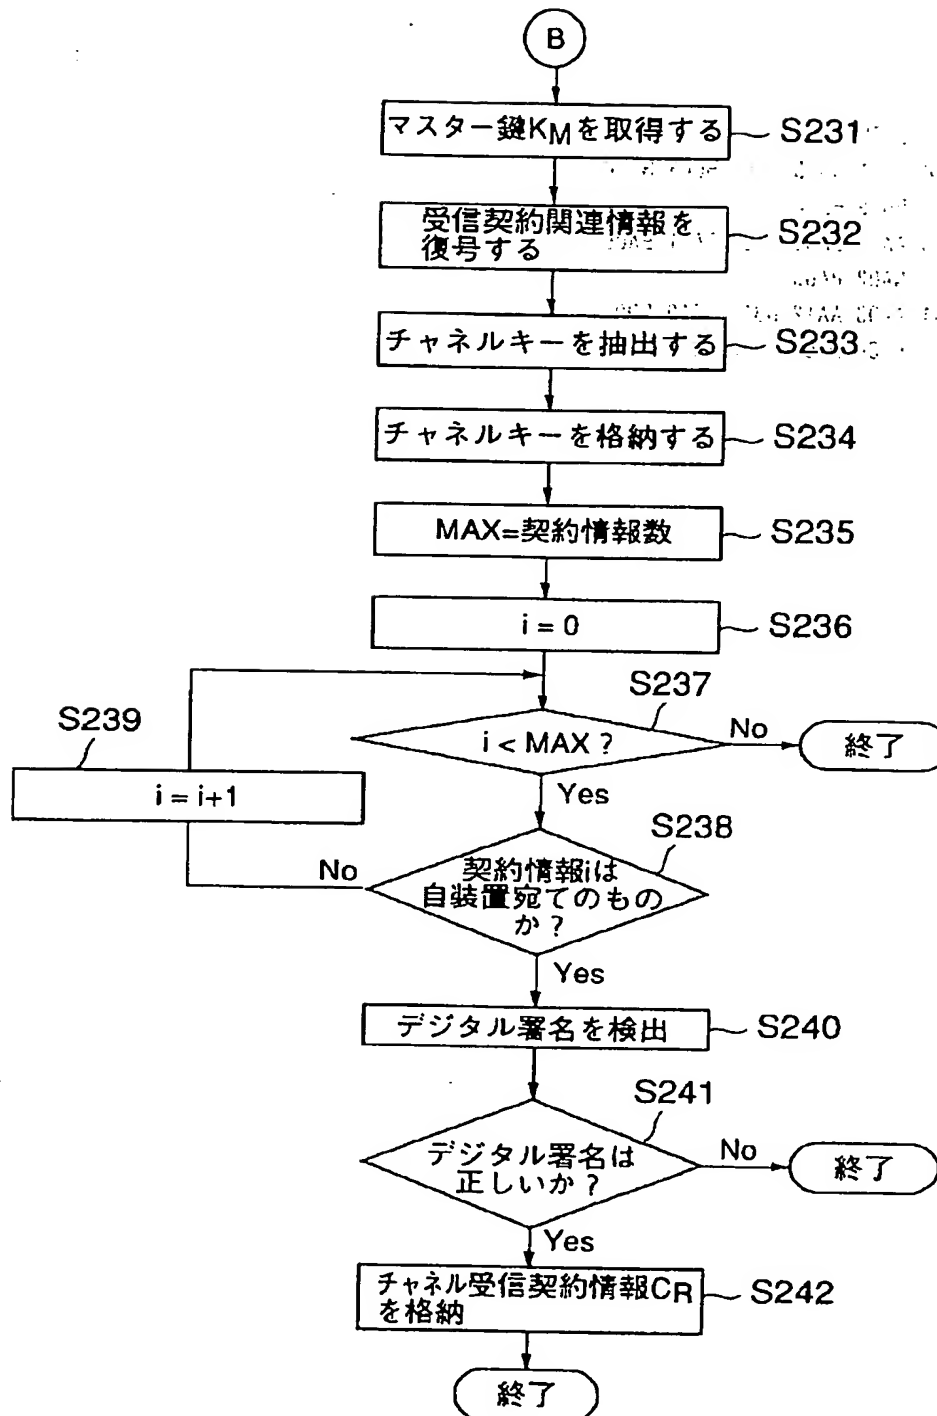 B
マスター鍵KMを取得する
S231
受信契約関連情報を
復号する
S232
チャネルキーを抽出する
S233
チャネルキーを格納する
S234
MAX=契約情報数
S235
i = 0
S236
S237
i < MAX ?
No
終了
S239
i = i+1
Yes
S238
契約情報iは
自装置宛てのもの
か?
No
Yes
デジタル署名を検出
S240
S241
デジタル署名は
正しいか?
No
終了
Yes
チャネル受信契約情報CR
を格納
S242
終了